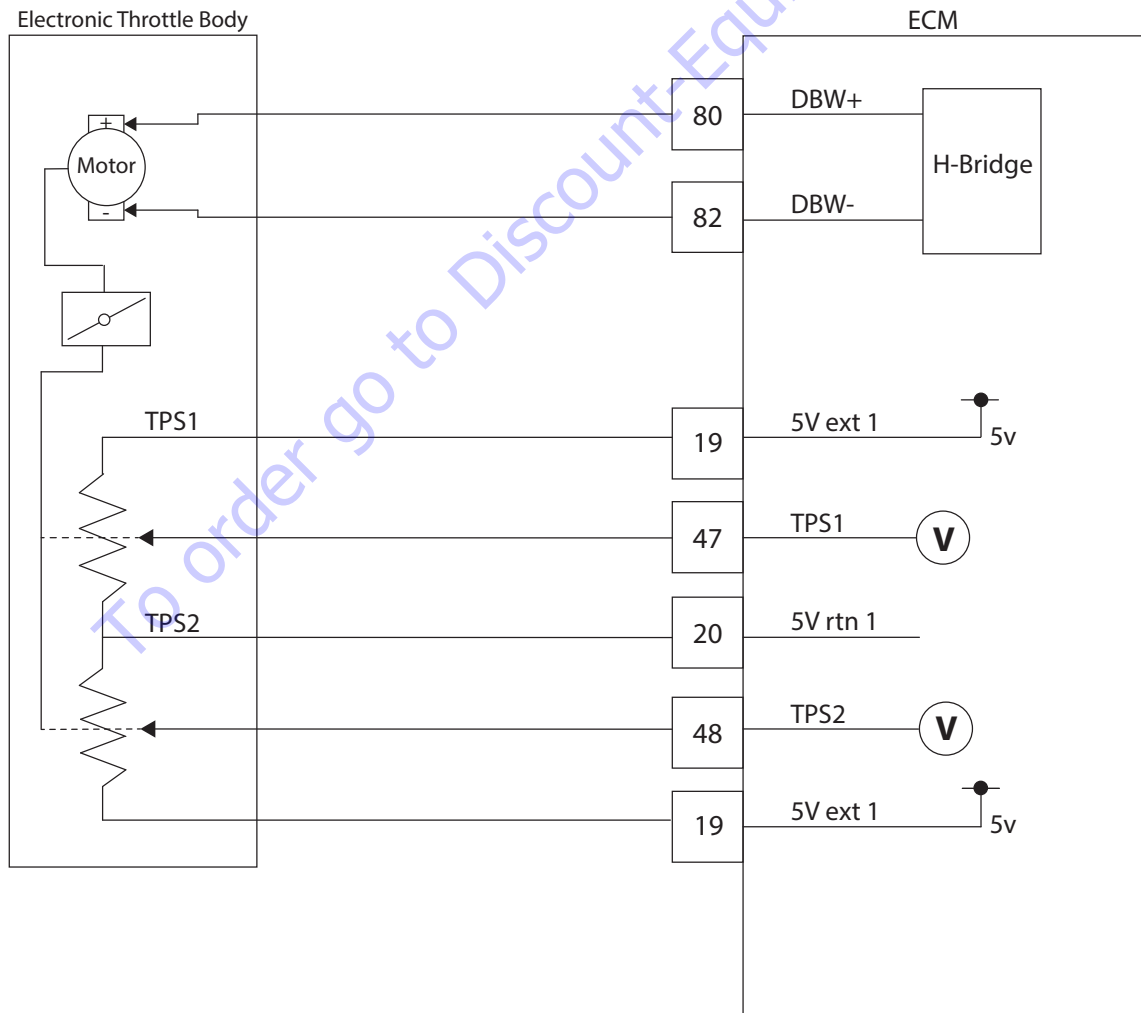 Electronic Throttle Body
ECM
+
Motor
-
80
DBW+
H-Bridge
82
DBW-
TPS1
19
5V ext 1
5v
47
TPS1
V
TPS2
20
5V rtn 1
48
TPS2
V
19
5V ext 1
5v
To order go to Discount-Equi